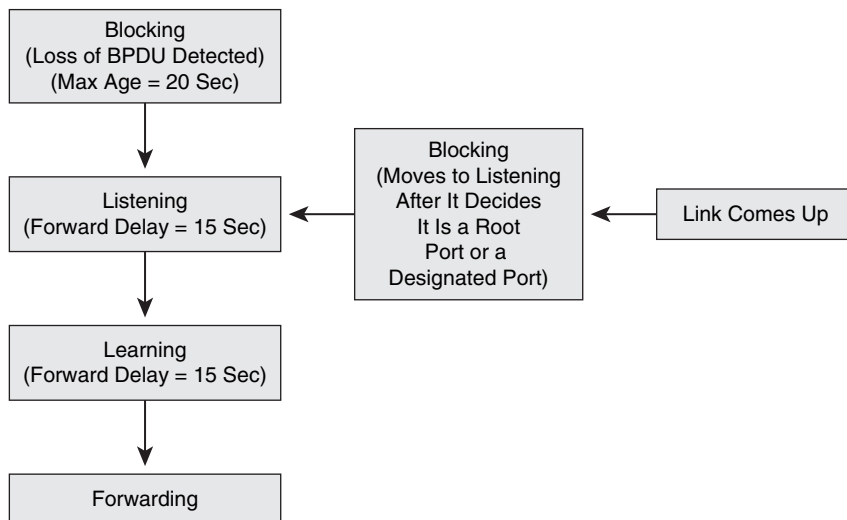 Blocking
(Loss of BPDU Detected)
(Max Age = 20 Sec)
Listening
(Forward Delay = 15 Sec)
Learning
(Forward Delay = 15 Sec)
Forwarding
Blocking
(Moves to Listening
After It Decides
It Is a Root
Port or a
Designated Port)
Link Comes Up